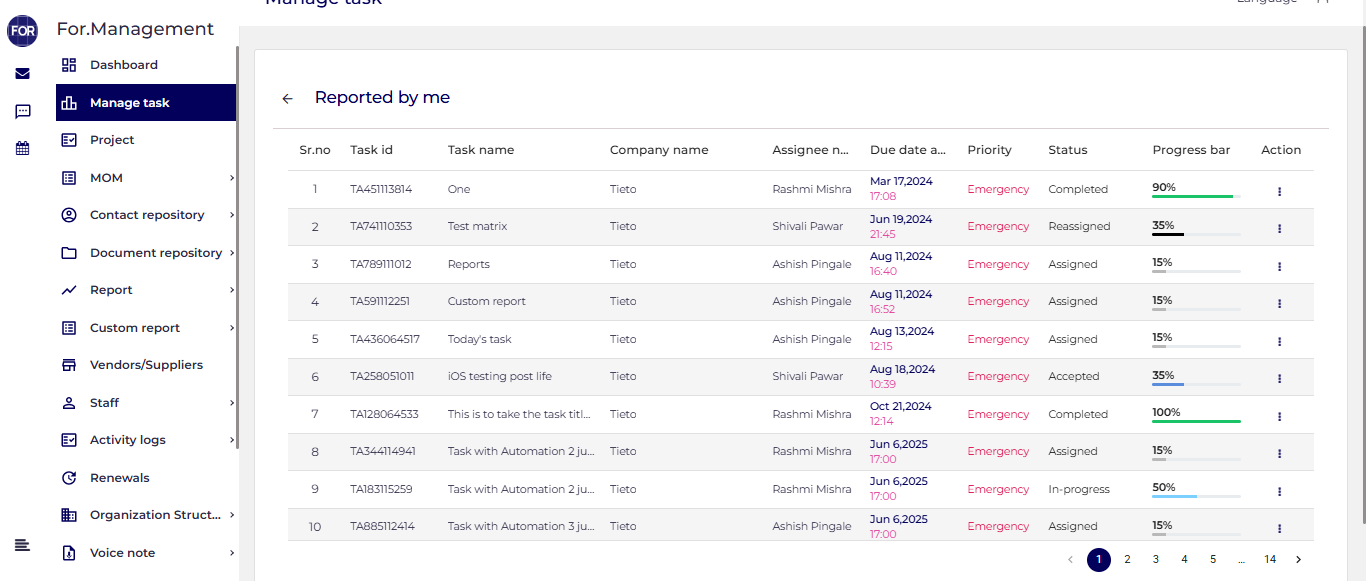 Manage task
Language
FOR
For.Management
Dashboard
Manage task
Project
MOM
Contact repository
Document repository
Report
Custom report
Vendors/Suppliers
Staff
Activity logs
Renewals
Organization Struct...
Voice note
Reported by me
Sr.no Task id Task name Company name Assignee n... Due date a... Priority Status Progress bar Action
1 TA451113814 One Tieto Rashmi Mishra Mar 17,2024 17:08 Emergency Completed 90%
2 TA741110353 Test matrix Tieto Shivali Pawar Jun 19,2024 21:45 Emergency Reassigned 35%
3 TA789111012 Reports Tieto Ashish Pingale Aug 11,2024 16:40 Emergency Assigned 15%
4 TA591112251 Custom report Tieto Ashish Pingale Aug 11,2024 16:52 Emergency Assigned 15%
5 TA436064517 Today's task Tieto Ashish Pingale Aug 13,2024 12:15 Emergency Assigned 15%
6 TA258051011 iOS testing post life Tieto Shivali Pawar Aug 18,2024 10:39 Emergency Accepted 35%
7 TA128064533 This is to take the task titl... Tieto Rashmi Mishra Oct 21,2024 12:14 Emergency Completed 100%
8 TA344114941 Task with Automation 2 ju... Tieto Rashmi Mishra Jun 6,2025 17:00 Emergency Assigned 15%
9 TA183115259 Task with Automation 2 ju... Tieto Rashmi Mishra Jun 6,2025 17:00 Emergency In-progress 50%
10 TA885112414 Task with Automation 3 ju... Tieto Ashish Pingale Jun 6,2025 17:00 Emergency Assigned 15%
1 2 3 4 5 ... 14